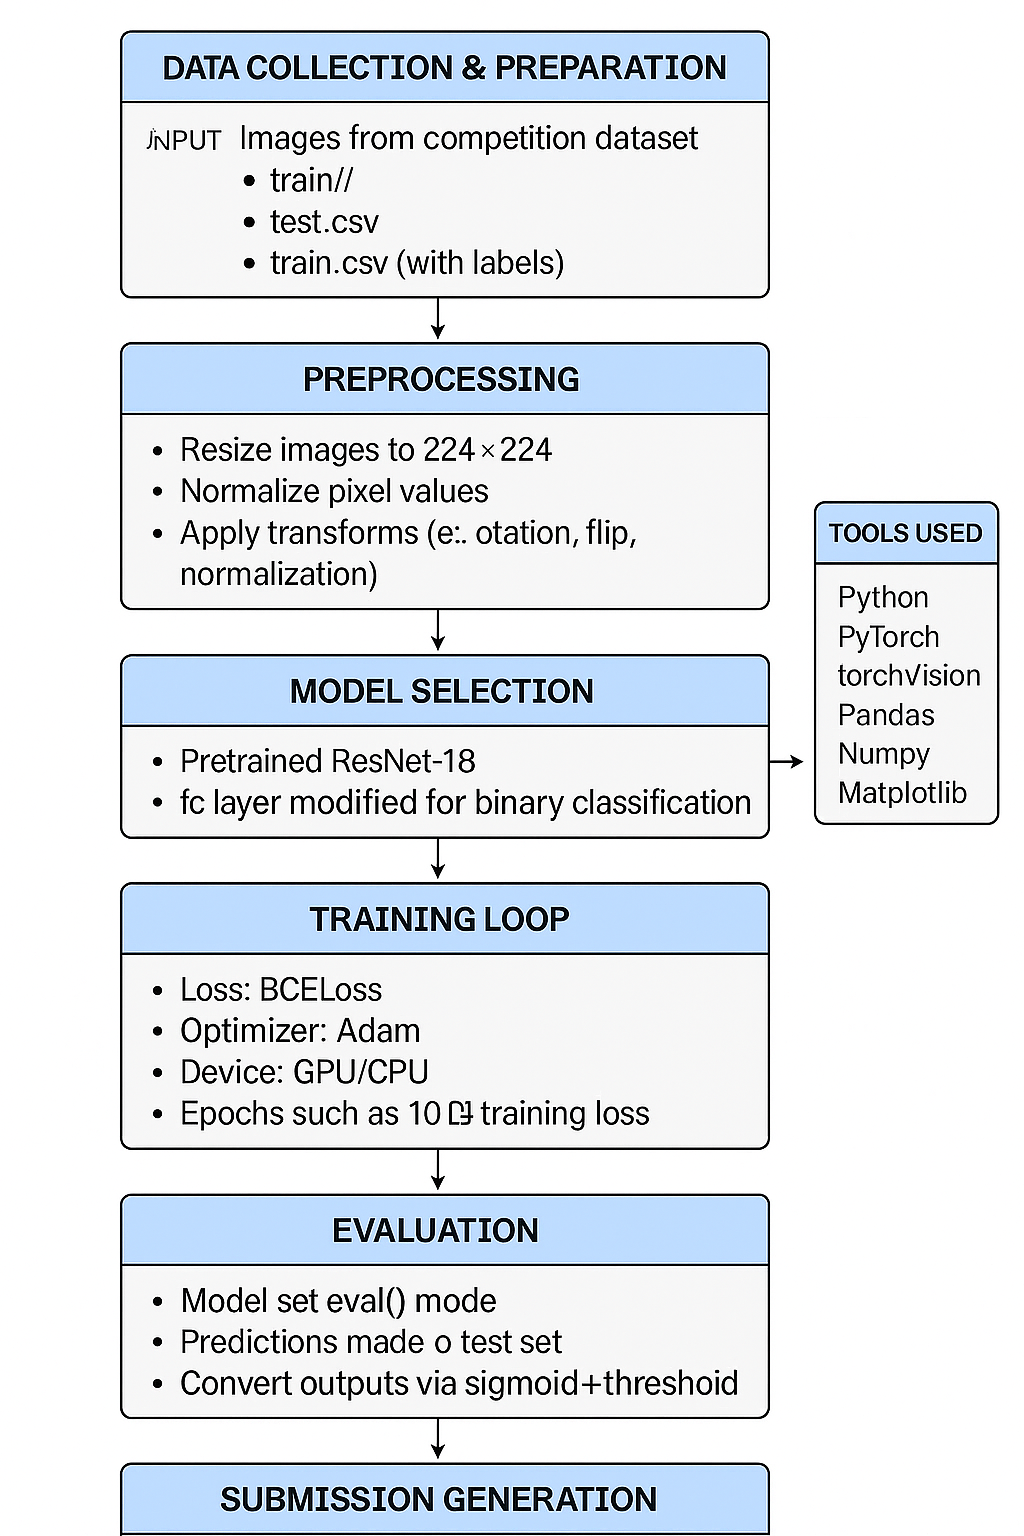 DATA COLLECTION & PREPARATION
INPUT Images from competition dataset
• train//
• test.csv
• train.csv (with labels)
PREPROCESSING
• Resize images to 224×224
• Normalize pixel values
• Apply transforms (e:. otation, flip,
normalization)
MODEL SELECTION
• Pretrained ResNet-18
• fc layer modified for binary classification
TOOLS USED
Python
PyTorch
torchVision
Pandas
Numpy
Matplotlib
TRAINING LOOP
• Loss: BCELoss
• Optimizer: Adam
• Device: GPU/CPU
• Epochs such as 10 training loss
EVALUATION
• Model set eval() mode
• Predictions made o test set
• Convert outputs via sigmoid+threshoid
SUBMISSION GENERATION